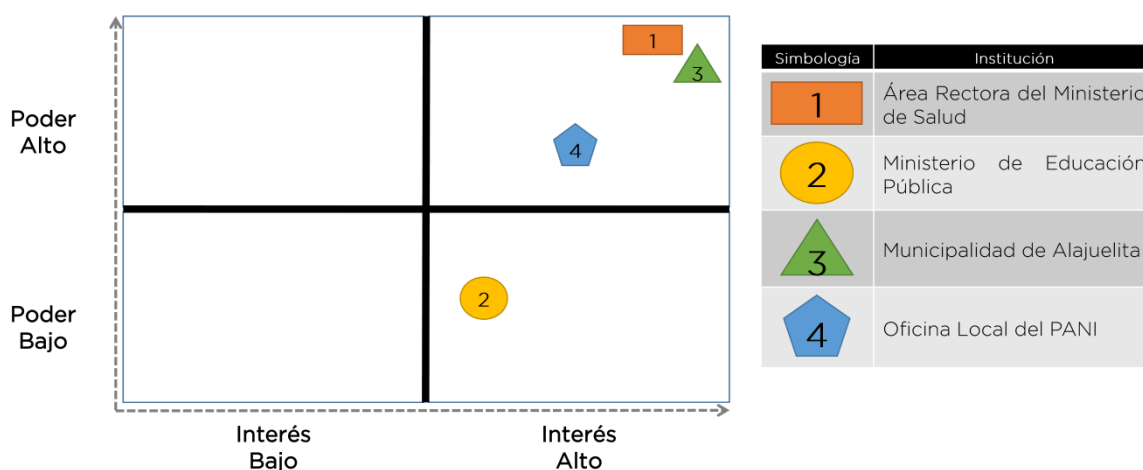 Poder
Alto
Poder
Bajo
1
3
4
2
Interés
Bajo
Interés
Alto
Simbología Institución
1 Área Rectora del Ministerio
de Salud
2 Ministerio de Educación
Pública
3 Municipalidad de Alajuelita
4 Oficina Local del PANI